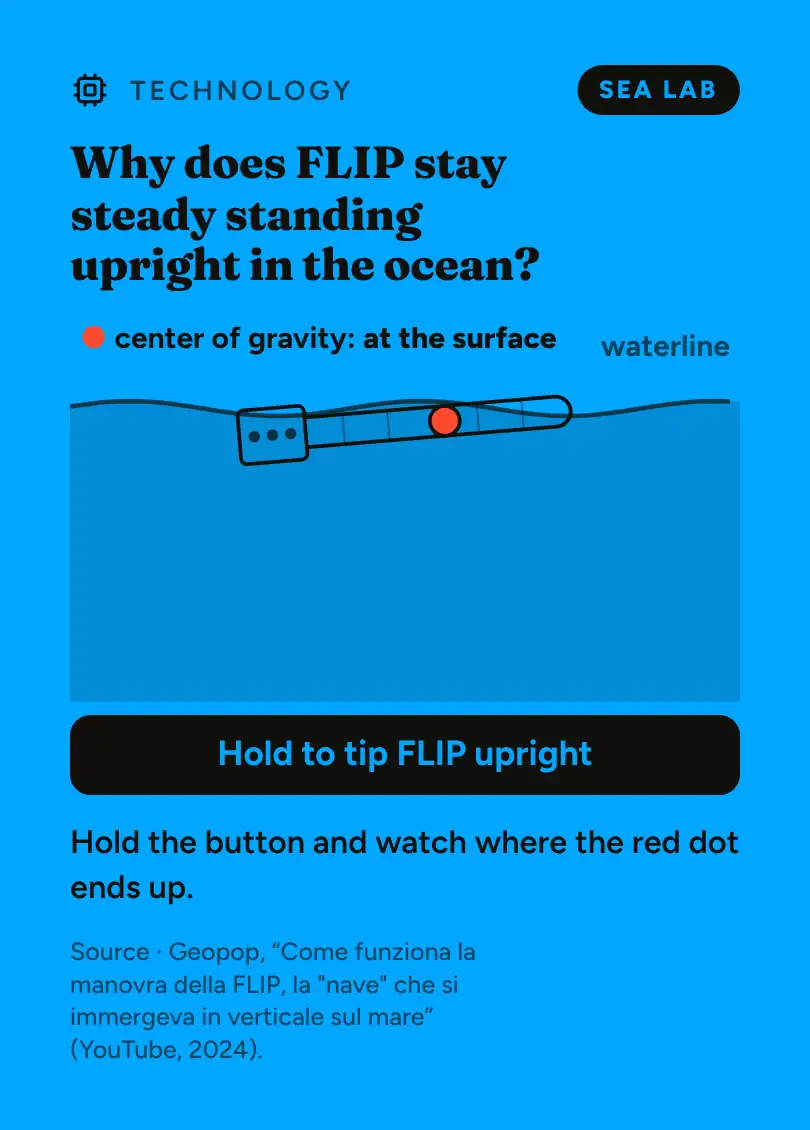 TECHNOLOGY
SEA LAB
Why does FLIP stay
steady standing
upright in the ocean?
center of gravity: at the surface
waterline
Hold to tip FLIP upright
Hold the button and watch where the red dot
ends up.
Source · Geopop, “Come funziona la
manovra della FLIP, la "nave" che si
immergeva in verticale sul mare”
(YouTube, 2024).